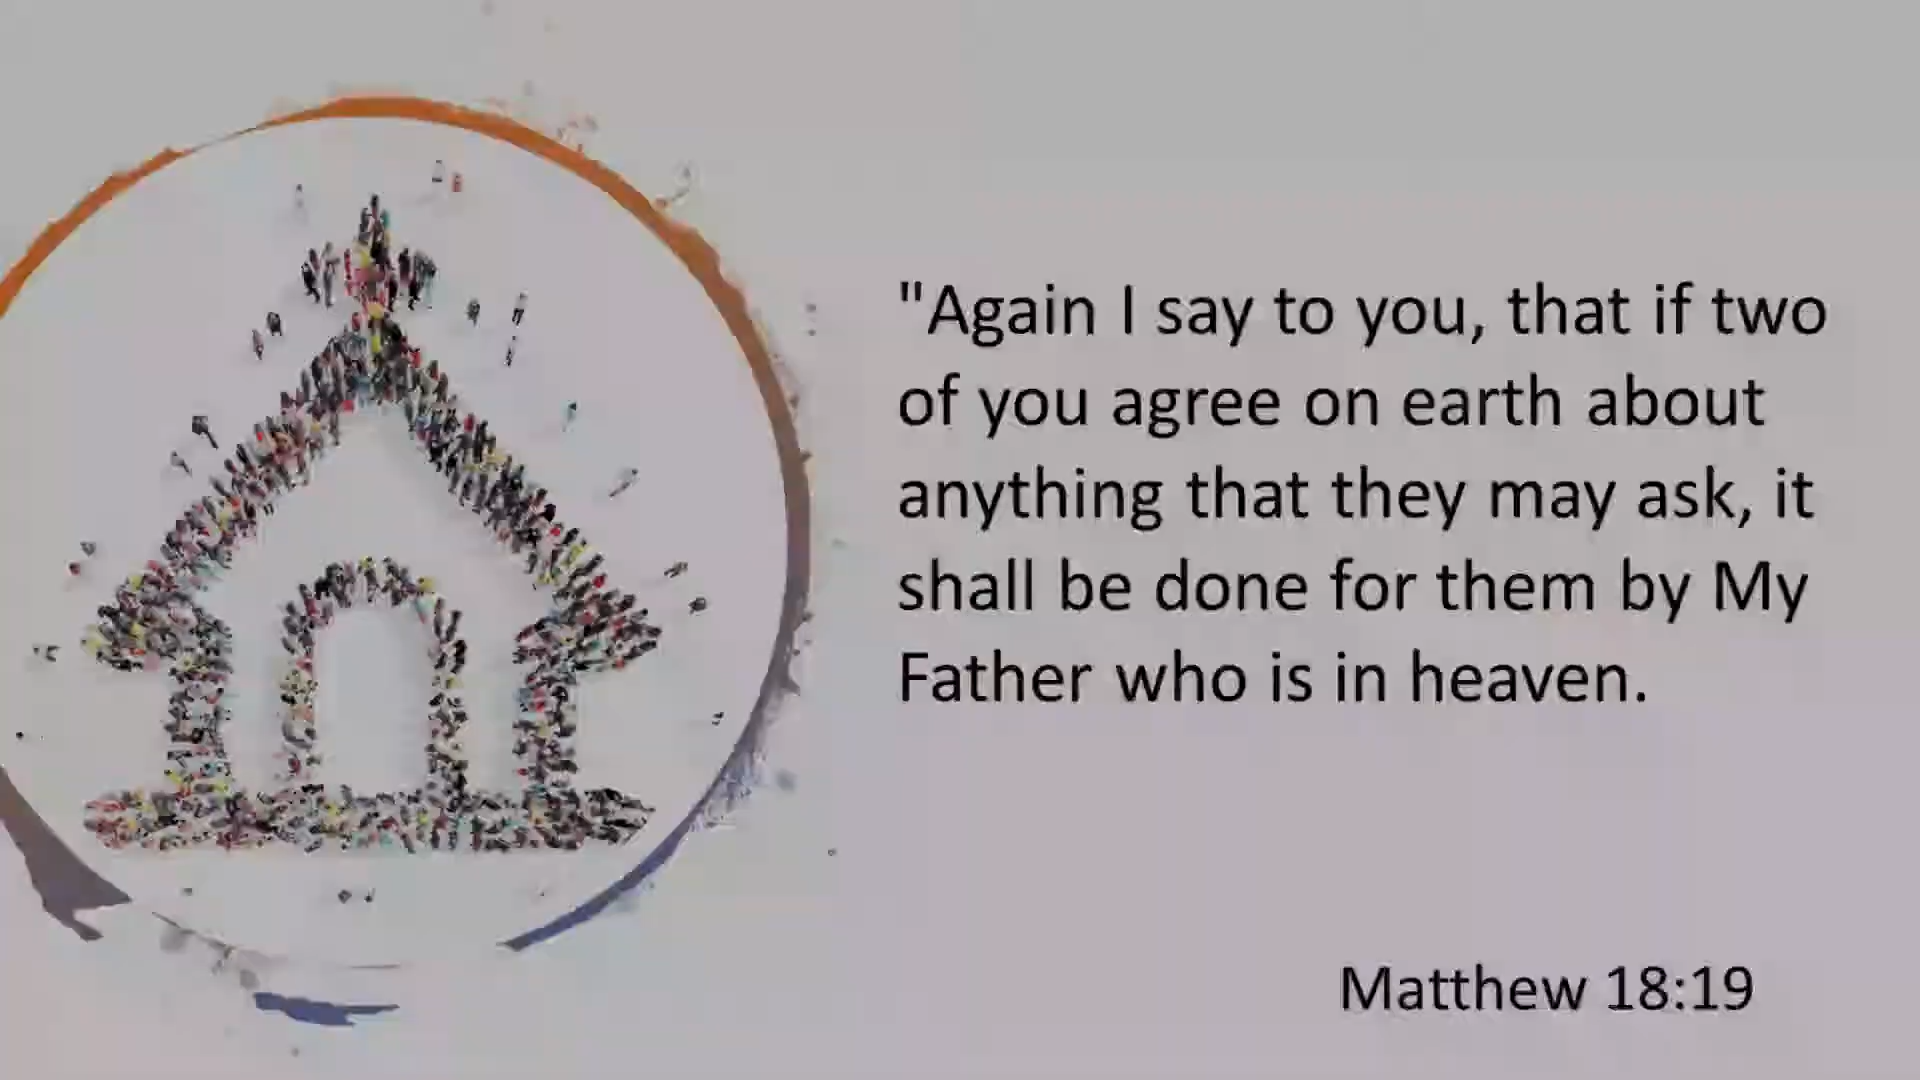 "Again I say to you, that if two
of you agree on earth about
anything that they may ask, it
shall be done for them by My
Father who is in heaven.
Matthew 18:19